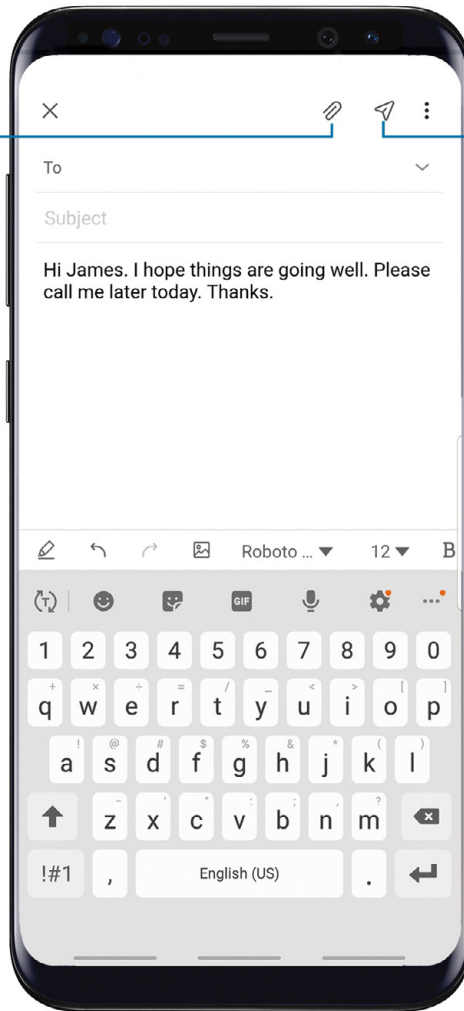 To
Subject
Hi James. I hope things are going well. Please
call me later today. Thanks.
Roboto ... 12 B
T GIF
1 2 3 4 5 6 7 8 9 0
+ × ÷ = / _ < > [ ]
q w e r t y u i o p
! @ # $ % & * ( )
a s d f g h j k l
- ' " : ; , ?
z x c v b n m
!#1 , English (US) .